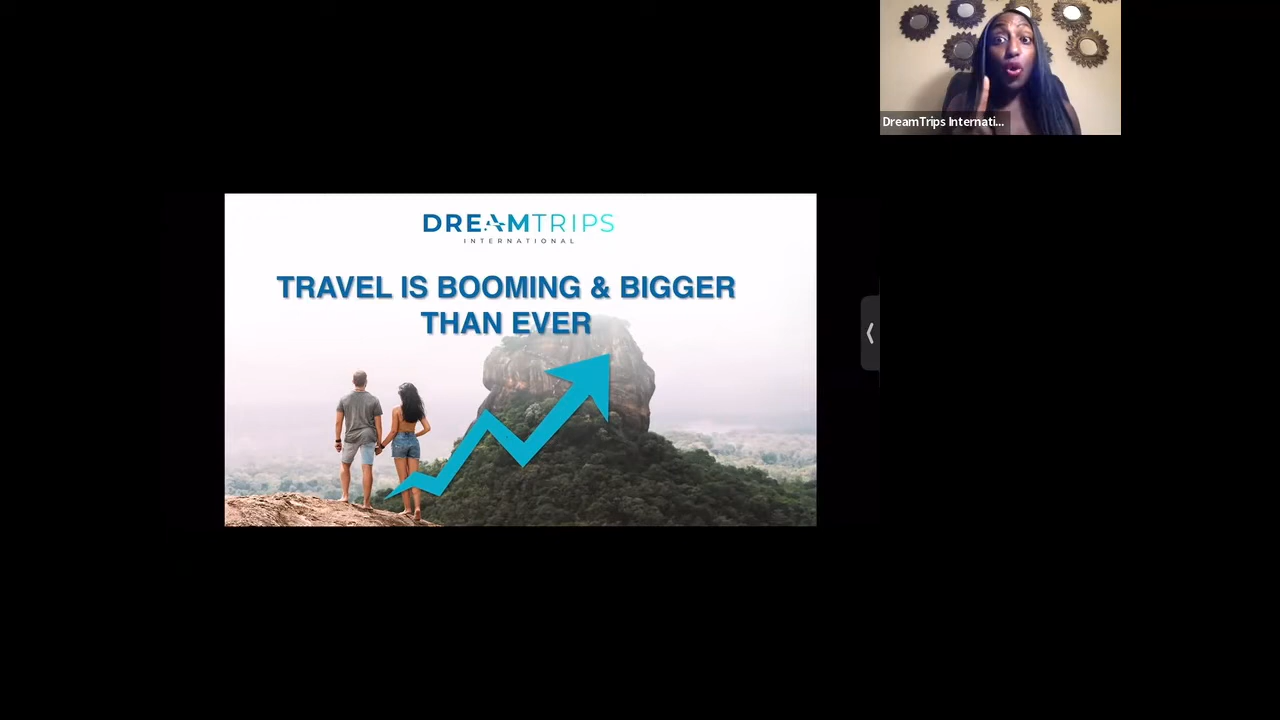 DreamTrips Internati...
DREAMTRIPS
INTERNATIONAL
TRAVEL IS BOOMING & BIGGER
THAN EVER